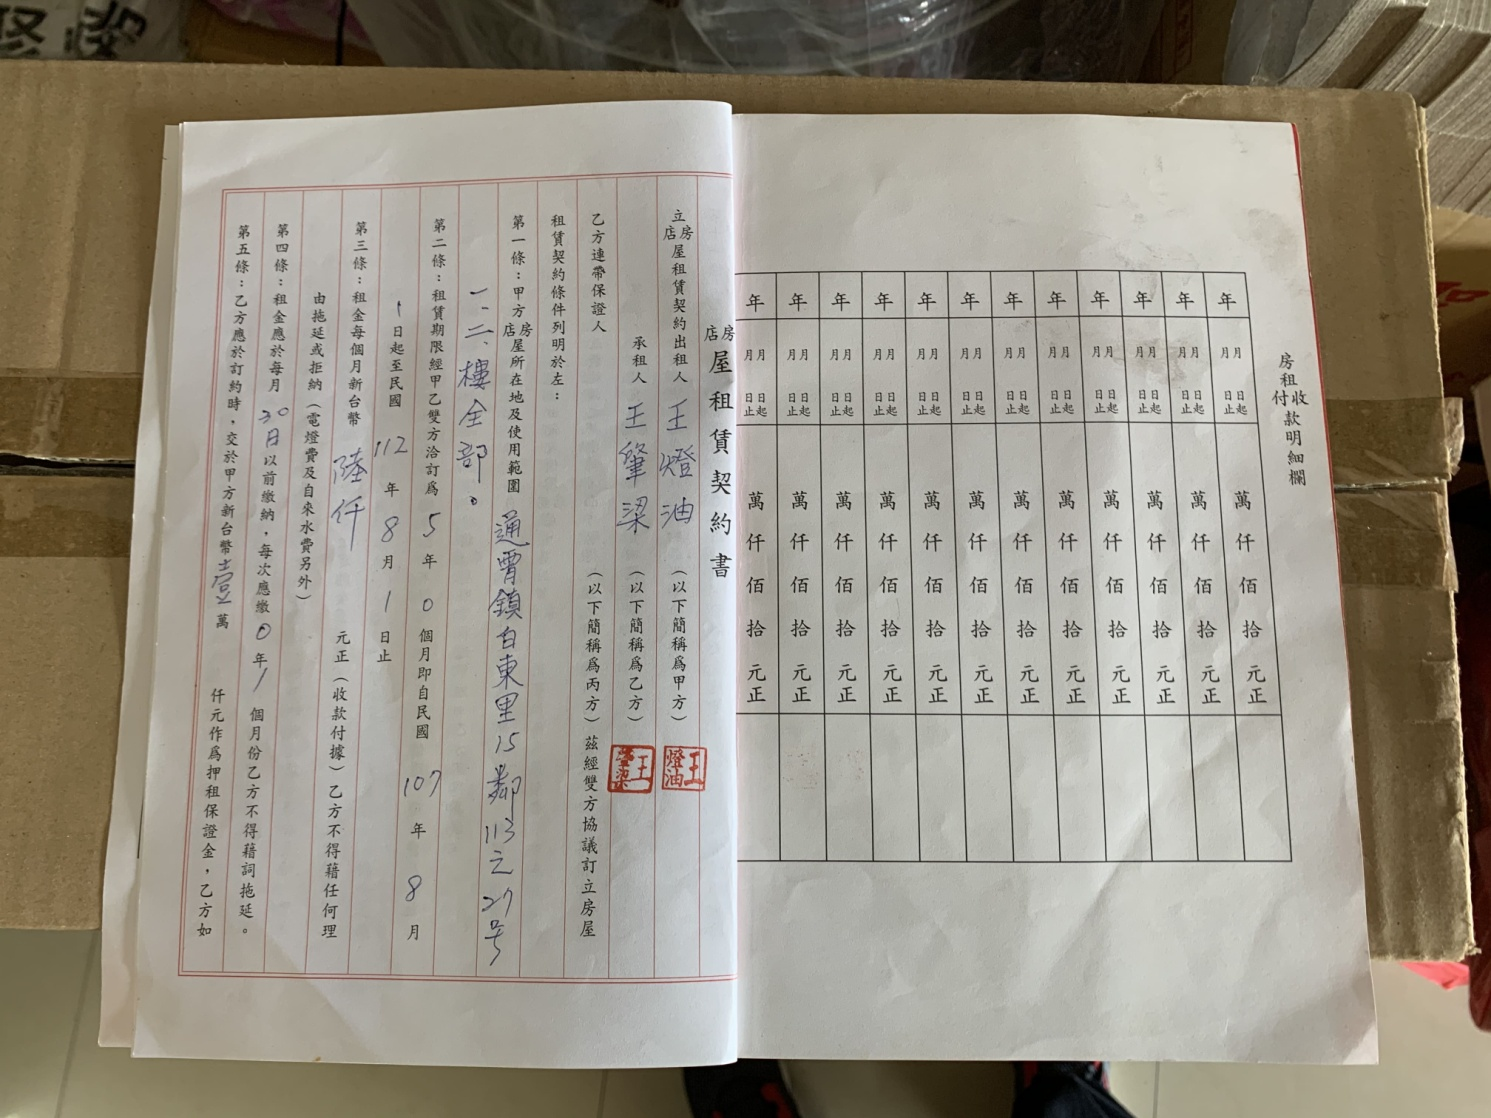 房租收付款明細欄
年 月 日起 月 日止 萬 仟 佰 拾 元正
年 月 日起 月 日止 萬 仟 佰 拾 元正
年 月 日起 月 日止 萬 仟 佰 拾 元正
年 月 日起 月 日止 萬 仟 佰 拾 元正
年 月 日起 月 日止 萬 仟 佰 拾 元正
年 月 日起 月 日止 萬 仟 佰 拾 元正
年 月 日起 月 日止 萬 仟 佰 拾 元正
年 月 日起 月 日止 萬 仟 佰 拾 元正
年 月 日起 月 日止 萬 仟 佰 拾 元正
年 月 日起 月 日止 萬 仟 佰 拾 元正
年 月 日起 月 日止 萬 仟 佰 拾 元正
年 月 日起 月 日止 萬 仟 佰 拾 元正
房店屋租賃契約書
立房店屋租賃契約出租人 王燈油 (以下簡稱為甲方) 王燈油
承租人 王肇梁 (以下簡稱為乙方) 王肇梁
乙方連帶保證人 (以下簡稱為丙方) 茲經雙方協議訂立房屋
租賃契約條件列明於左:
第一條:甲方房店屋所在地及使用範圍 通霄鎮白東里15鄰113之27号
一、二樓全部。
第二條:租賃期限經甲乙雙方洽訂為 5 年 0 個月即自民國 107 年 8 月
1 日起至民國 112 年 8 月 1 日止
第三條:租金每個月新台幣 陸仟 元正(收款付據)乙方不得藉任何理
由拖延或拒納(電燈費及自來水費另外)
第四條:租金應於每月 30日 以前繳納,每次應繳 0 年 1 個月份乙方不得藉詞拖延。
第五條:乙方應於訂約時,交於甲方新台幣 壹 萬 仟元作為押租保證金,乙方如